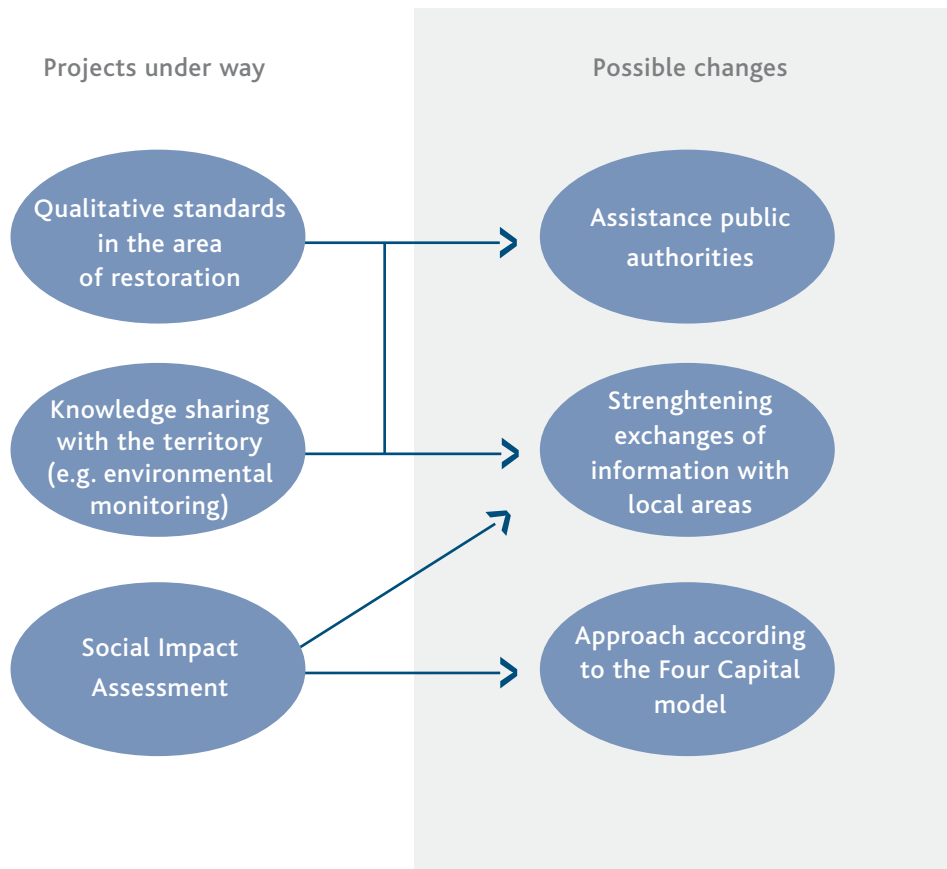 Projects under way
Possible changes
Qualitative standards
in the area
of restoration
Assistance public
authorities
Knowledge sharing
with the territory
(e.g. environmental
monitoring)
Strenghtening
exchanges of
information with
local areas
Social Impact
Assessment
Approach according
to the Four Capital
model